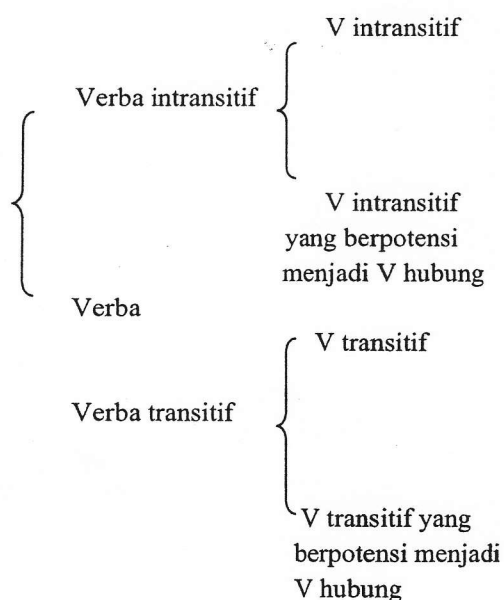 V intransitif
Verba intransitif
V intransitif
yang berpotensi
menjadi V hubung
Verba
V transitif
Verba transitif
V transitif yang
berpotensi menjadi
V hubung